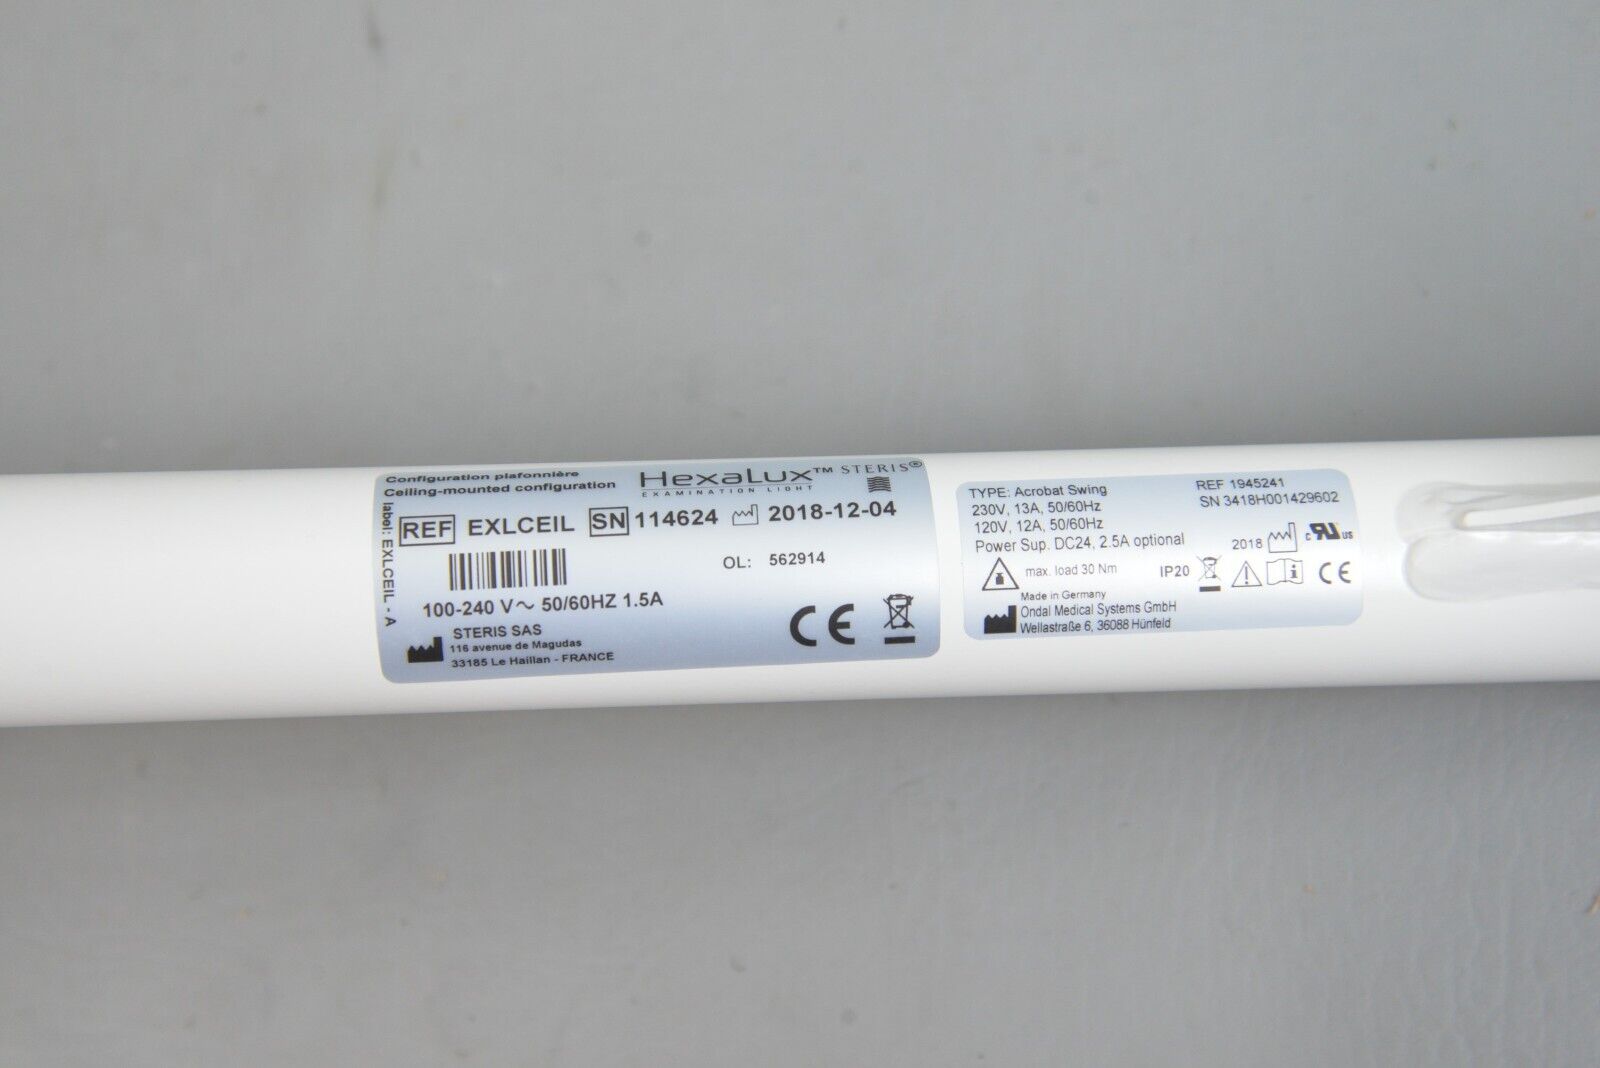 Configuration plafonnière
Ceiling-mounted configuration
HexaLux™ STERIS®
EXAMINATION LIGHT
label: EXLCEIL - A
REF EXLCEIL SN 114624 2018-12-04
OL: 562914
100-240 V~ 50/60HZ 1.5A
STERIS SAS
116 avenue de Magudas
33185 Le Haillan - FRANCE
CE
TYPE: Acrobat Swing
230V, 13A, 50/60Hz
120V, 12A, 50/60Hz
Power Sup. DC24, 2.5A optional
REF 1945241
SN 3418H001429602
2018
c RU us
max. load 30 Nm
IP20
i
CE
Made in Germany
Ondal Medical Systems GmbH
Wellastraße 6, 36088 Hünfeld